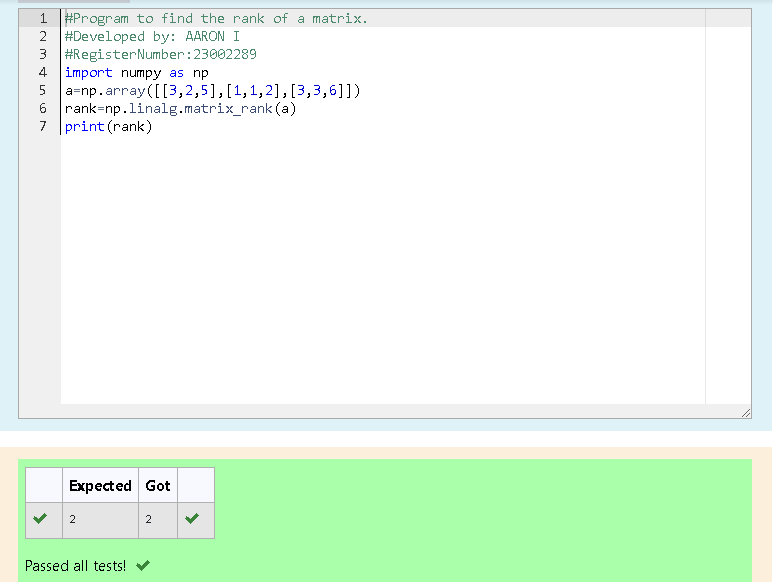 1 #Program to find the rank of a matrix.
2 #Developed by: AARON I
3 #RegisterNumber:23002289
4 import numpy as np
5 a=np.array([[3,2,5],[1,1,2],[3,3,6]])
6 rank=np.linalg.matrix_rank(a)
7 print(rank)
Expected Got
2 2
Passed all tests!